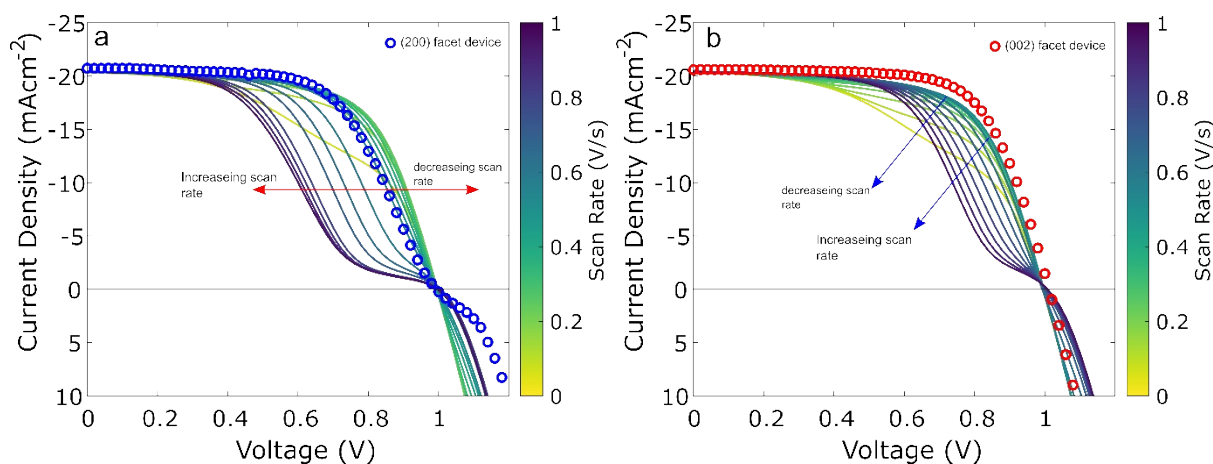 a
(200) facet device
Current Density (mAcm-2)
-25
-20
-15
-10
-5
0
5
10
Increaseing scan
rate
decreaseing scan
rate
0 0.2 0.4 0.6 0.8 1
Voltage (V)
1
0.8
0.6
0.4
0.2
0
Scan Rate (V/s)
b
(002) facet device
Current Density (mAcm-2)
-25
-20
-15
-10
-5
0
5
10
decreaseing scan
rate
Increaseing scan
rate
0 0.2 0.4 0.6 0.8 1
Voltage (V)
1
0.8
0.6
0.4
0.2
0
Scan Rate (V/s)